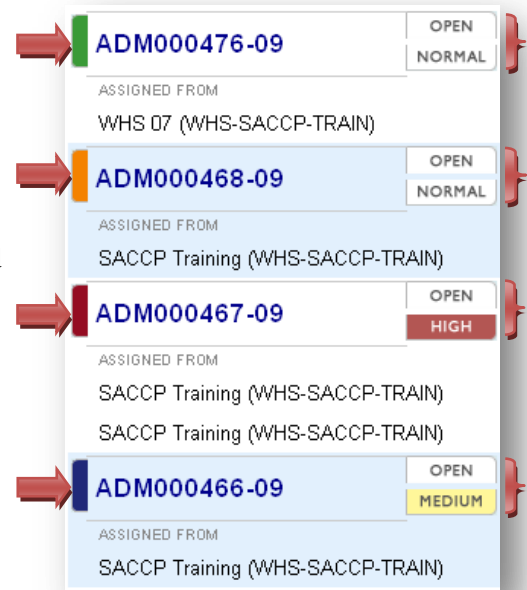 ADM000476-09
OPEN
NORMAL
ASSIGNED FROM
WHS 07 (WHS-SACCP-TRAIN)
ADM000468-09
OPEN
NORMAL
ASSIGNED FROM
SACCP Training (WHS-SACCP-TRAIN)
ADM000467-09
OPEN
HIGH
ASSIGNED FROM
SACCP Training (WHS-SACCP-TRAIN)
SACCP Training (WHS-SACCP-TRAIN)
ADM000466-09
OPEN
MEDIUM
ASSIGNED FROM
SACCP Training (WHS-SACCP-TRAIN)